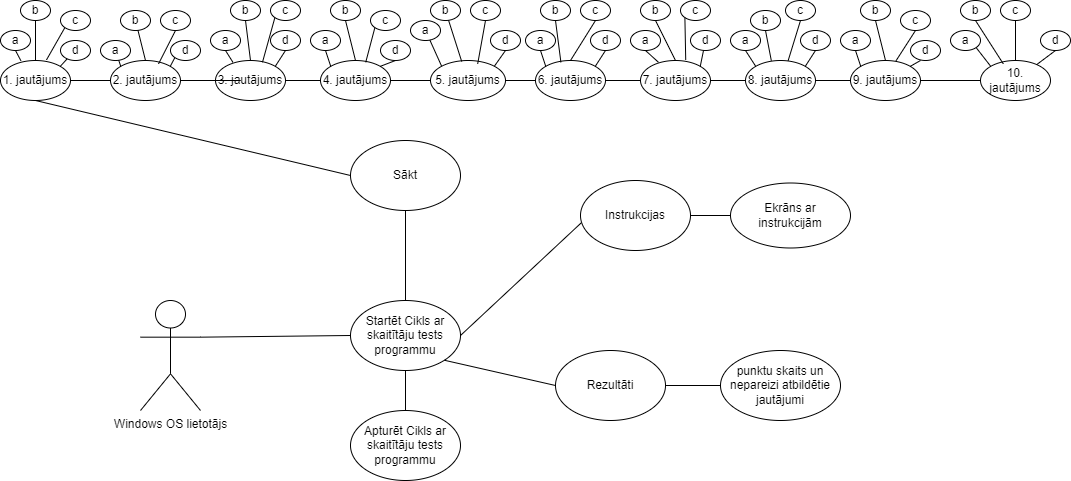 b c b c b c b c b c b c b c b c b c b c
a d a d a d a d a d a d a d a d a d a d
1. jautājums 2. jautājums 3. jautājums 4. jautājums 5. jautājums 6. jautājums 7. jautājums 8. jautājums 9. jautājums 10.
jautājums
Sākt
Instrukcijas
Ekrāns ar
instrukcijām
Startēt Cikls ar
skaitītāju tests
programmu
Rezultāti
punktu skaits un
nepareizi atbildētie
jautājumi
Windows OS lietotājs
Apturēt Cikls ar
skaitītāju tests
programmu